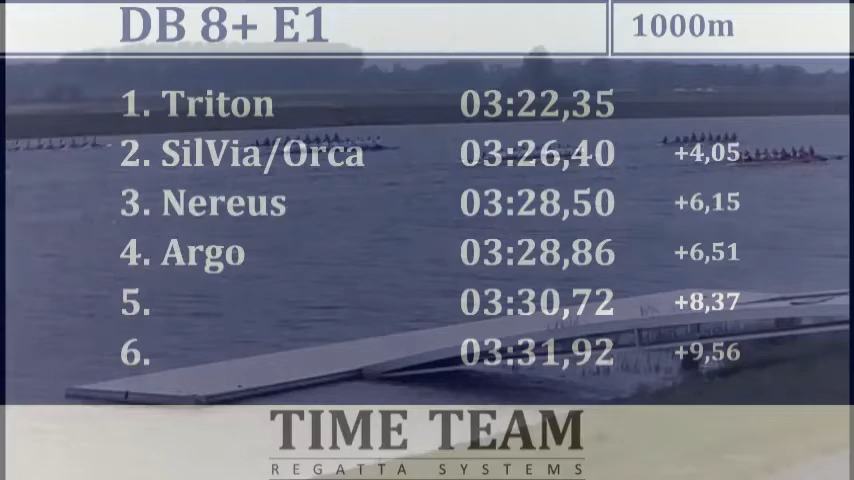 DB 8+ E1 1000m
1. Triton 03:22,35
2. SilVia/Orca 03:26,40 +4,05
3. Nereus 03:28,50 +6,15
4. Argo 03:28,86 +6,51
5. 03:30,72 +8,37
6. 03:31,92 +9,56
TIME TEAM
REGATTA SYSTEMS